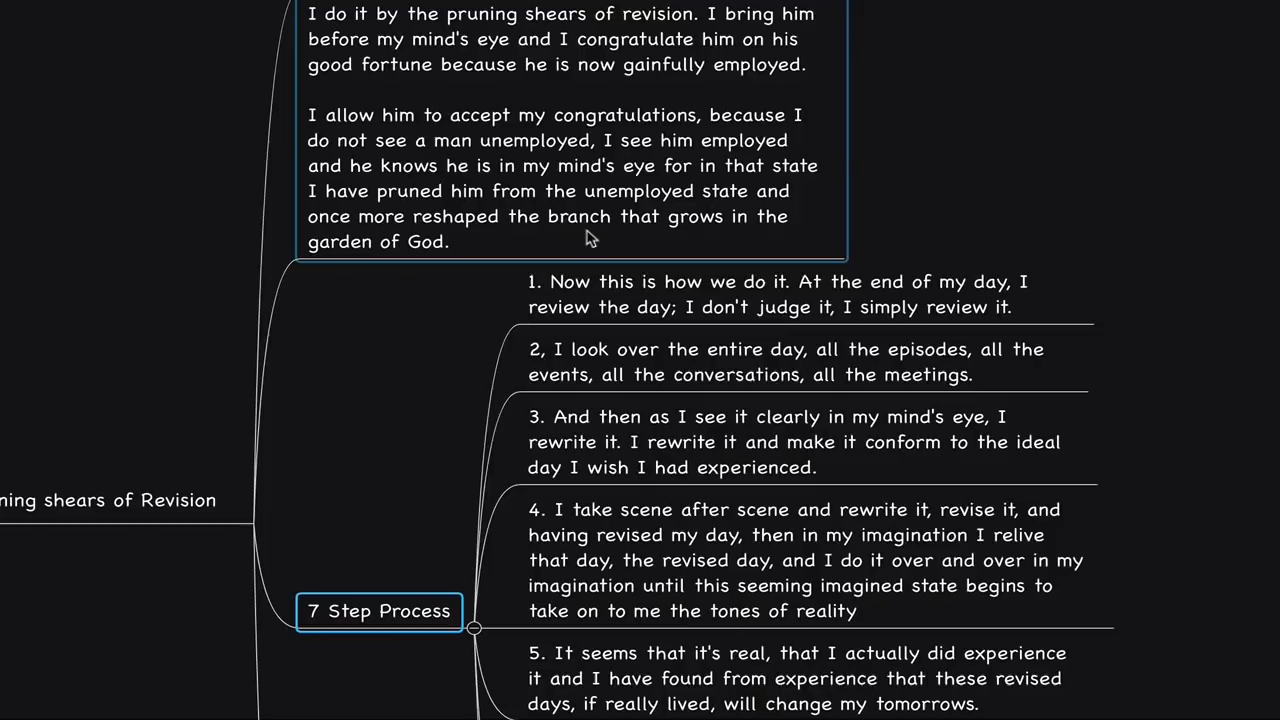 I do it by the pruning shears of revision. I bring him
before my mind's eye and I congratulate him on his
good fortune because he is now gainfully employed.
I allow him to accept my congratulations, because I
do not see a man unemployed, I see him employed
and he knows he is in my mind's eye for in that state
I have pruned him from the unemployed state and
once more reshaped the branch that grows in the
garden of God.
1. Now this is how we do it. At the end of my day, I
review the day; I don't judge it, I simply review it.
2, I look over the entire day, all the episodes, all the
events, all the conversations, all the meetings.
3. And then as I see it clearly in my mind's eye, I
rewrite it. I rewrite it and make it conform to the ideal
day I wish I had experienced.
ning shears of Revision
4. I take scene after scene and rewrite it, revise it, and
having revised my day, then in my imagination I relive
that day, the revised day, and I do it over and over in my
imagination until this seeming imagined state begins to
take on to me the tones of reality
7 Step Process
5. It seems that it's real, that I actually did experience
it and I have found from experience that these revised
days, if really lived, will change my tomorrows.